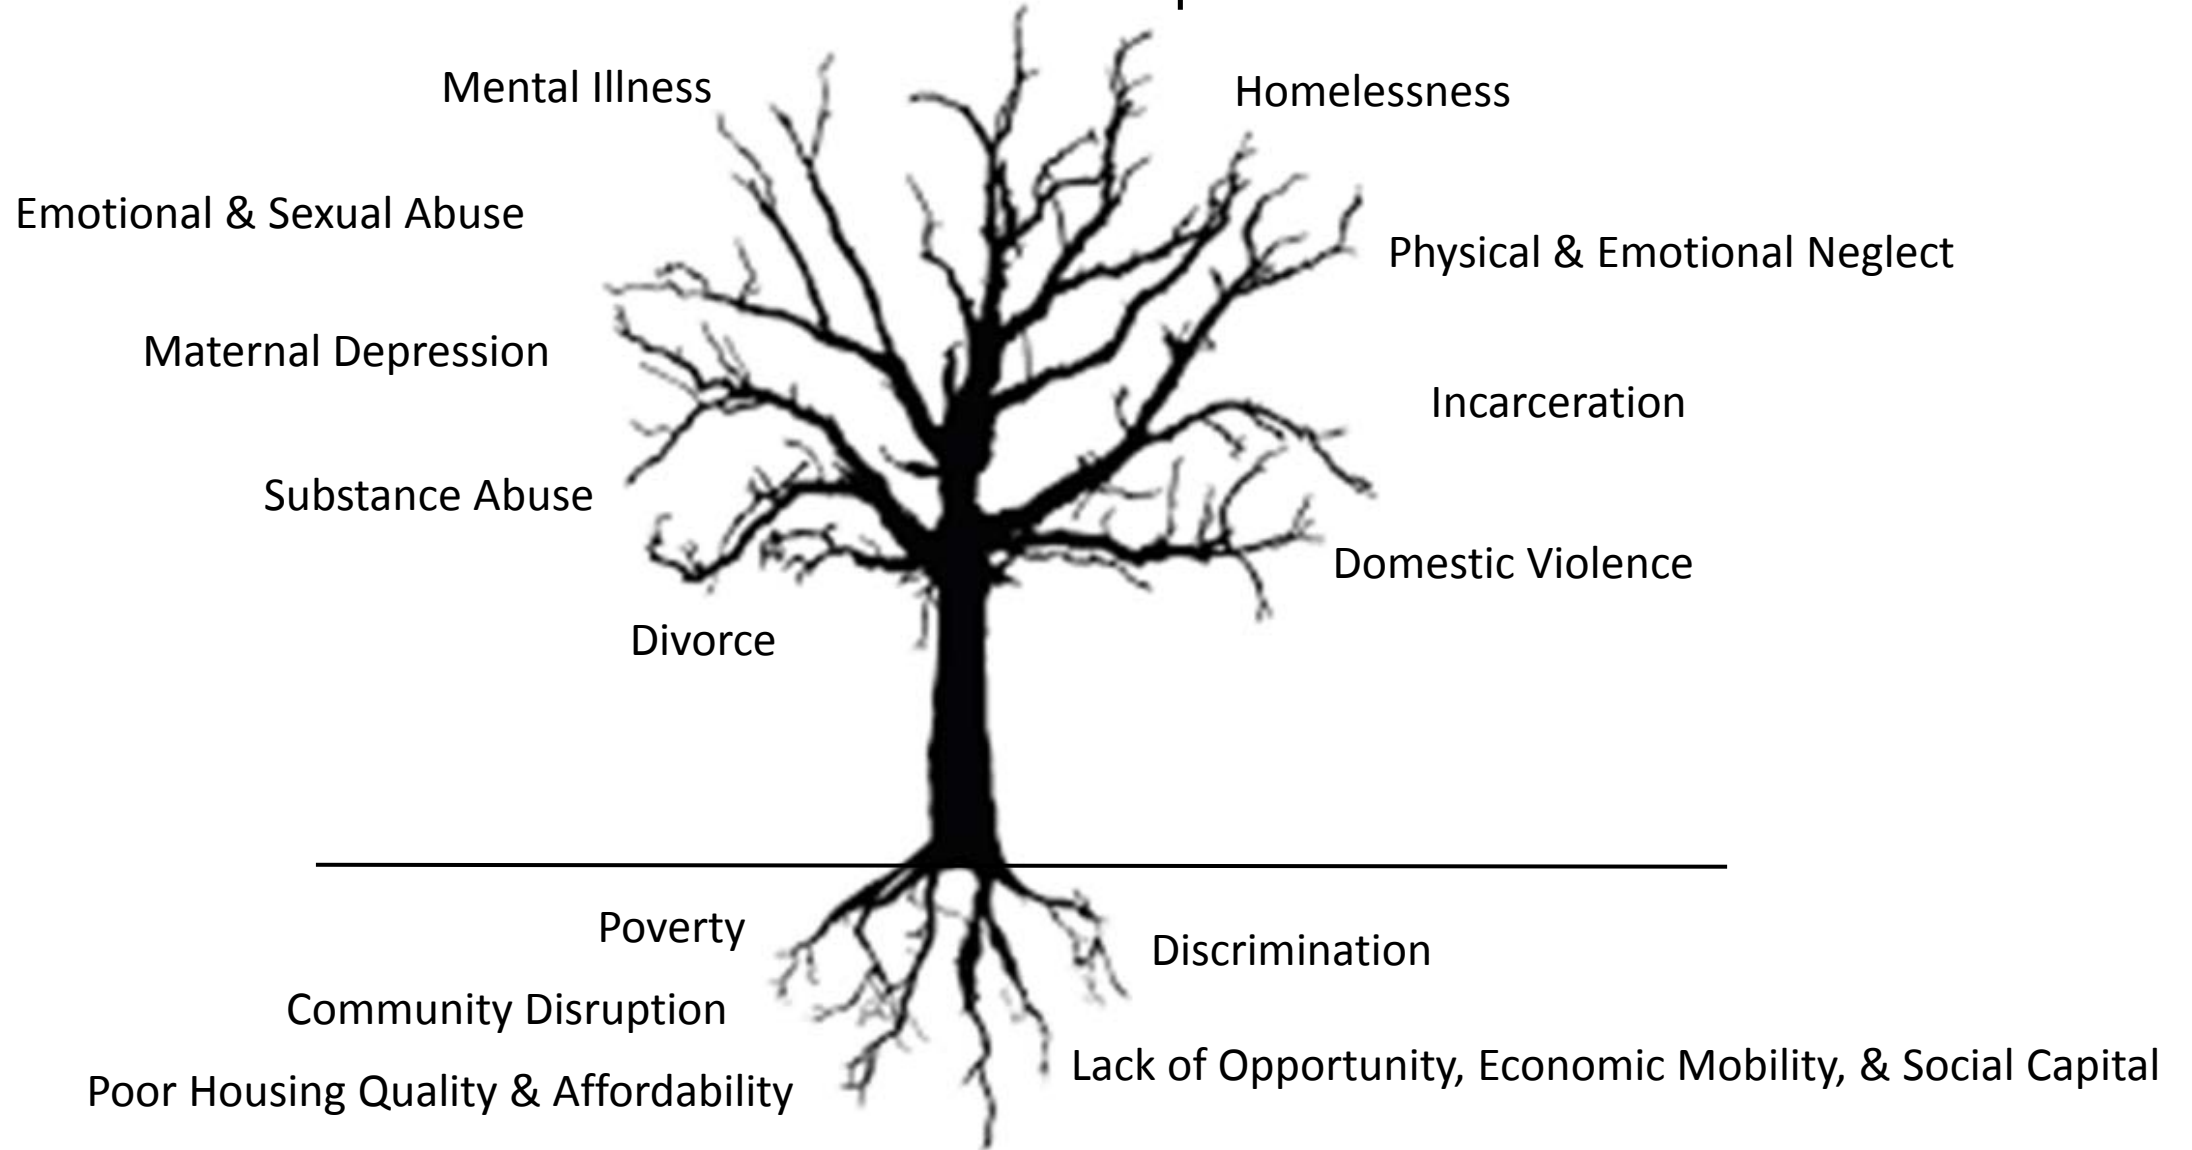 Mental Illness
Homelessness
Emotional & Sexual Abuse
Physical & Emotional Neglect
Maternal Depression
Incarceration
Substance Abuse
Domestic Violence
Divorce
Poverty
Discrimination
Community Disruption
Lack of Opportunity, Economic Mobility, & Social Capital
Poor Housing Quality & Affordability